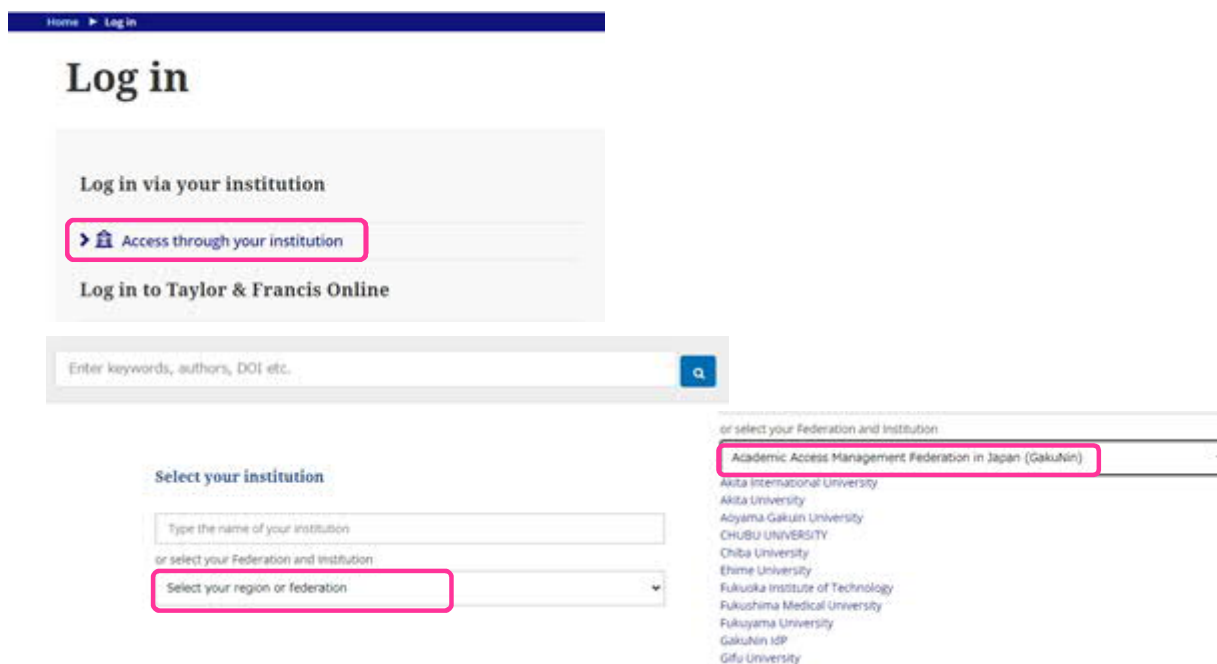 Home ► Log in
Log in
Log in via your institution
Access through your institution
Log in to Taylor & Francis Online
Enter keywords, authors, DOI etc.
Select your institution
Type the name of your institution
or select your Federation and Institution
Select your region or federation
or select your Federation and Institution
Academic Access Management Federation in Japan (GakuNin)
Akita International University
Akita University
Aoyama Gakuin University
CHUBU UNIVERSITY
Chiba University
Ehime University
Fukuoka Institute of Technology
Fukushima Medical University
Fukuyama University
GakuNin IdP
Gifu University